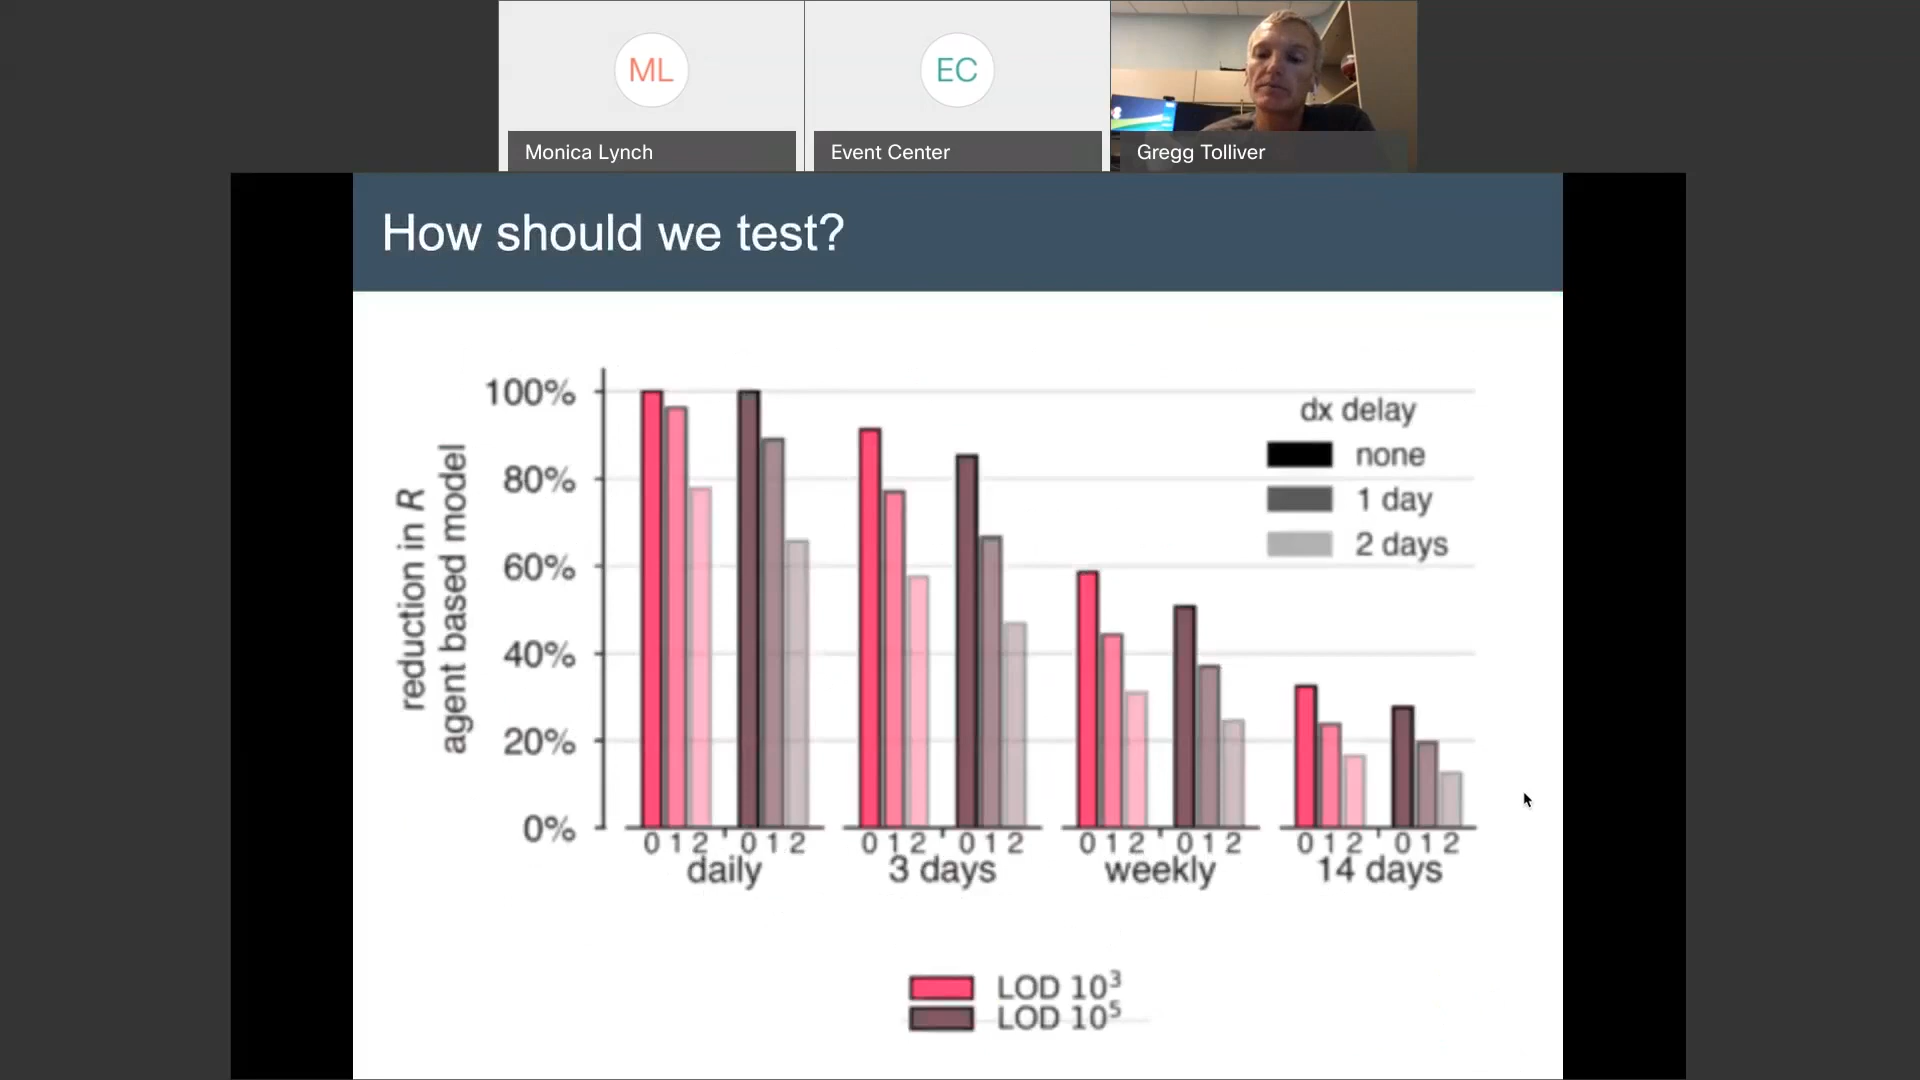 ML
EC
Monica Lynch
Event Center
Gregg Tolliver
How should we test?
reduction in R
agent based model
100%
80%
60%
40%
20%
0%
dx delay
none
1 day
2 days
0 1 2 0 1 2
daily
0 1 2 0 1 2
3 days
0 1 2 0 1 2
weekly
0 1 2 0 1 2
14 days
LOD 10³
LOD 10⁵